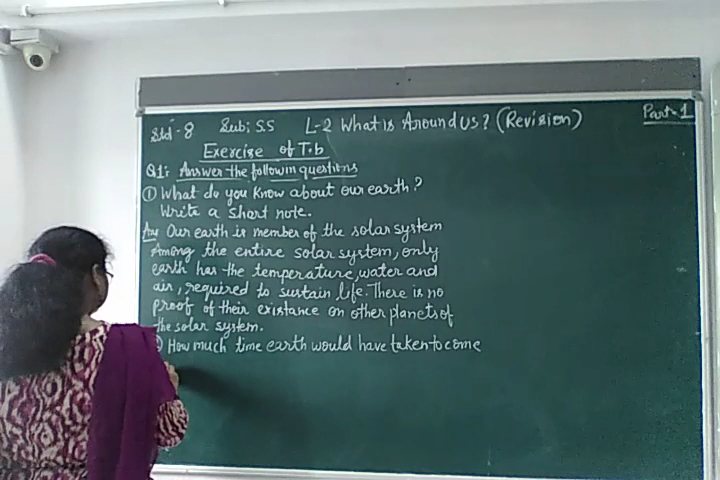 Std - 8 Sub; S.S L-2 What is Around Us? (Revision) Part-1
Exercise of T.b
Q.1: Answer the followin questions
① What do you know about our earth?
Write a short note.
Ans Our earth is member of the solar system
Among the entire solar system, only
earth has the temperature, water and
air, required to sustain life. There is no
proof of their existance on other planets of
the solar system.
② How much time earth would have taken to come